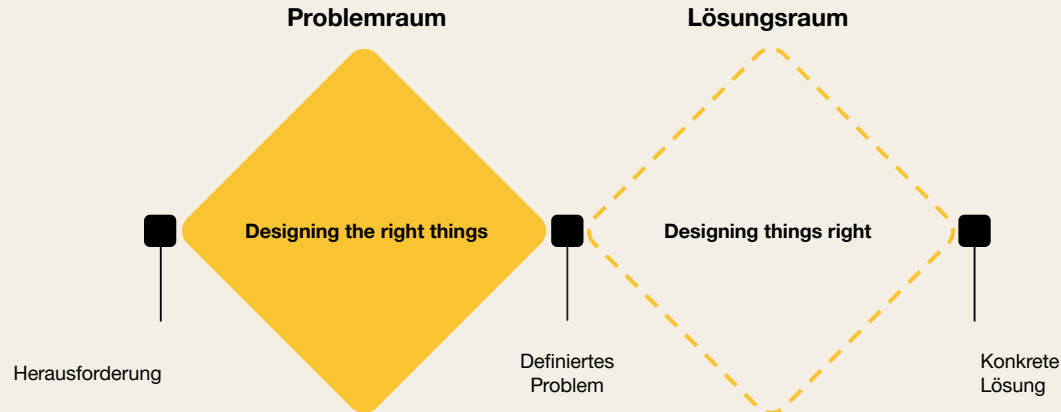 Problemraum
Lösungsraum
Designing the right things
Designing things right
Herausforderung
Definiertes
Problem
Konkrete
Lösung